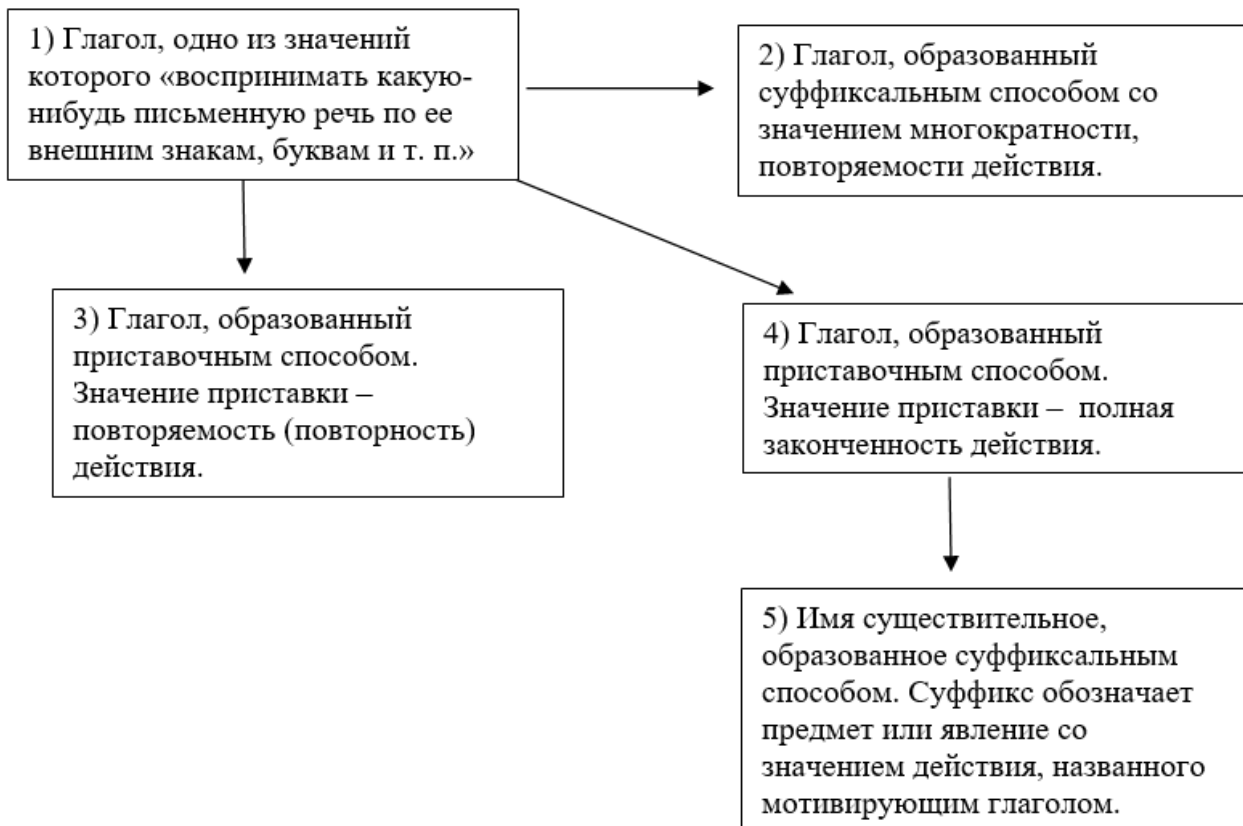 1) Глагол, одно из значений
которого «воспринимать какую-
нибудь письменную речь по ее
внешним знакам, буквам и т. п.»
2) Глагол, образованный
суффиксальным способом со
значением многократности,
повторяемости действия.
3) Глагол, образованный
приставочным способом.
Значение приставки –
повторяемость (повторность)
действия.
4) Глагол, образованный
приставочным способом.
Значение приставки – полная
законченность действия.
5) Имя существительное,
образованное суффиксальным
способом. Суффикс обозначает
предмет или явление со
значением действия, названного
мотивирующим глаголом.